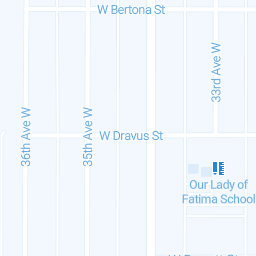 W Bertona St
33rd Ave W
36th Ave W
35th Ave W
W Dravus St
Our Lady of
Fatima School